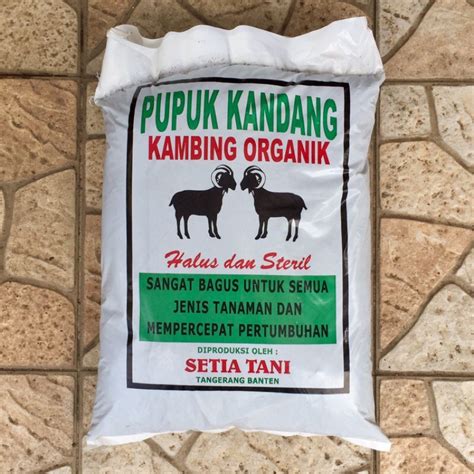 PUPUK KANDANG
KAMBING ORGANIK
Halus dan Steril
SANGAT BAGUS UNTUK SEMUA
JENIS TANAMAN DAN
MEMPERCEPAT PERTUMBUHAN
DIPRODUKSI OLEH :
SETIA TANI
TANGERANG BANTEN